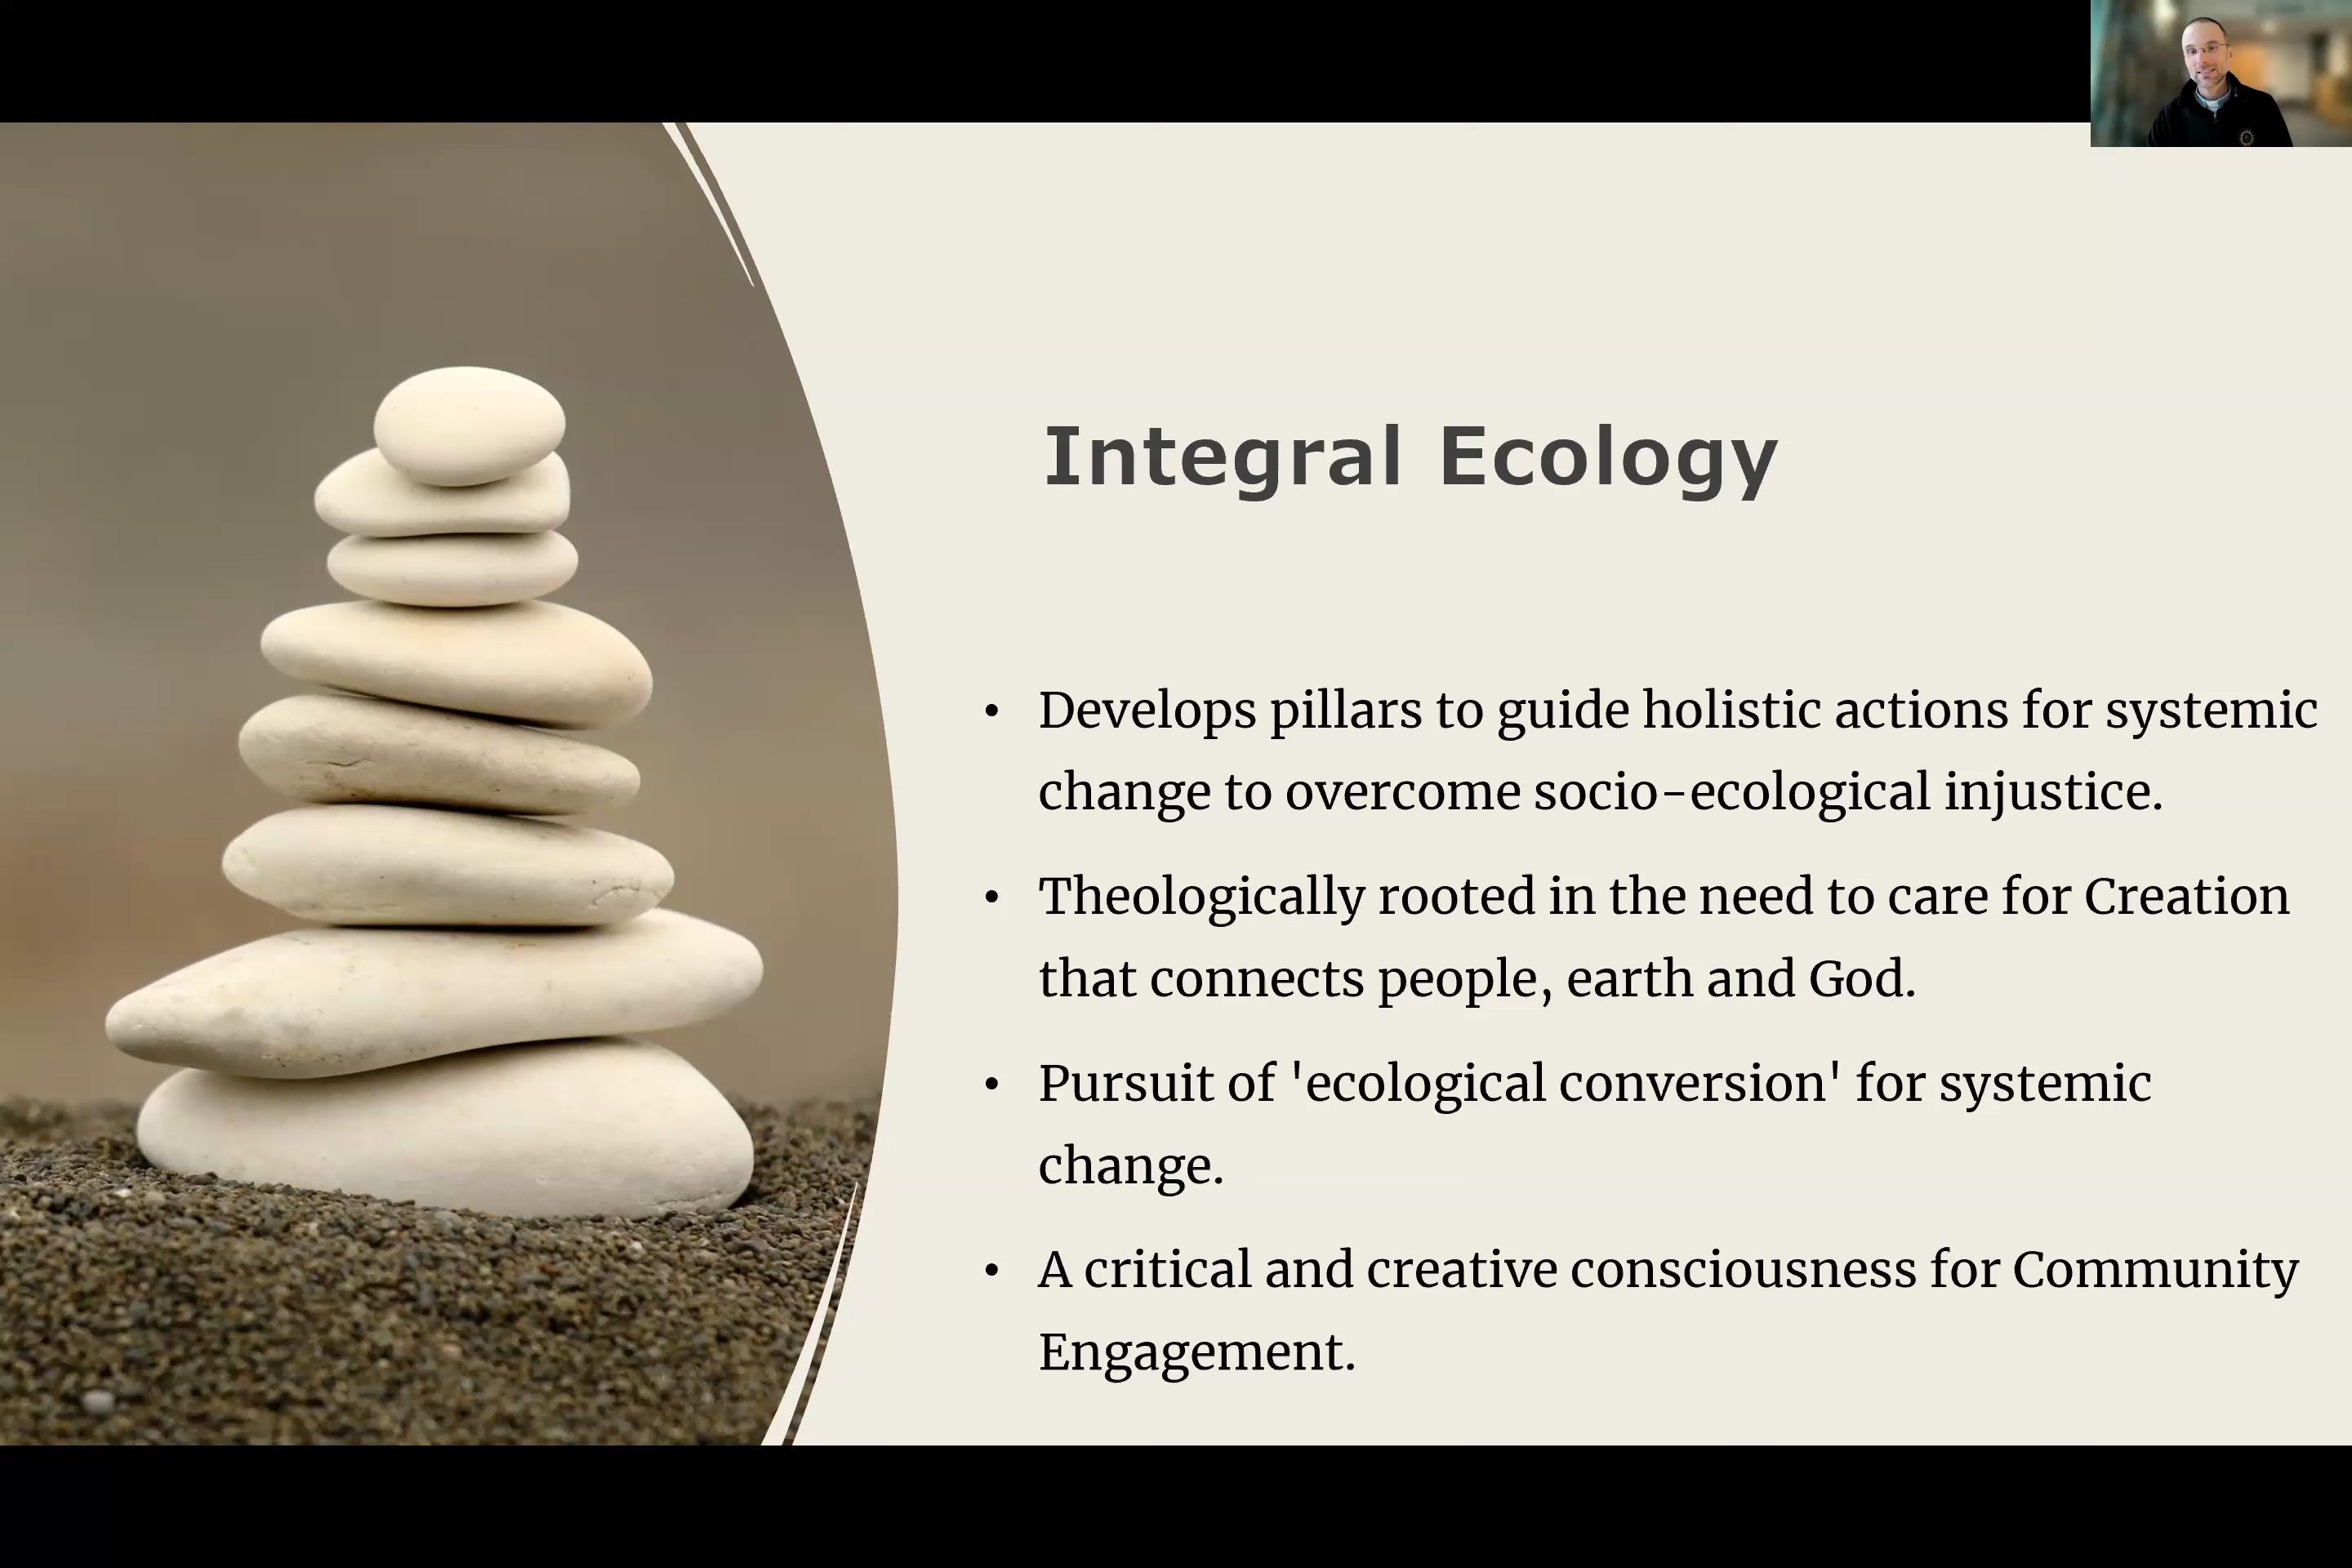 Integral Ecology
• Develops pillars to guide holistic actions for systemic
change to overcome socio-ecological injustice.
• Theologically rooted in the need to care for Creation
that connects people, earth and God.
• Pursuit of 'ecological conversion' for systemic
change.
• A critical and creative consciousness for Community
Engagement.